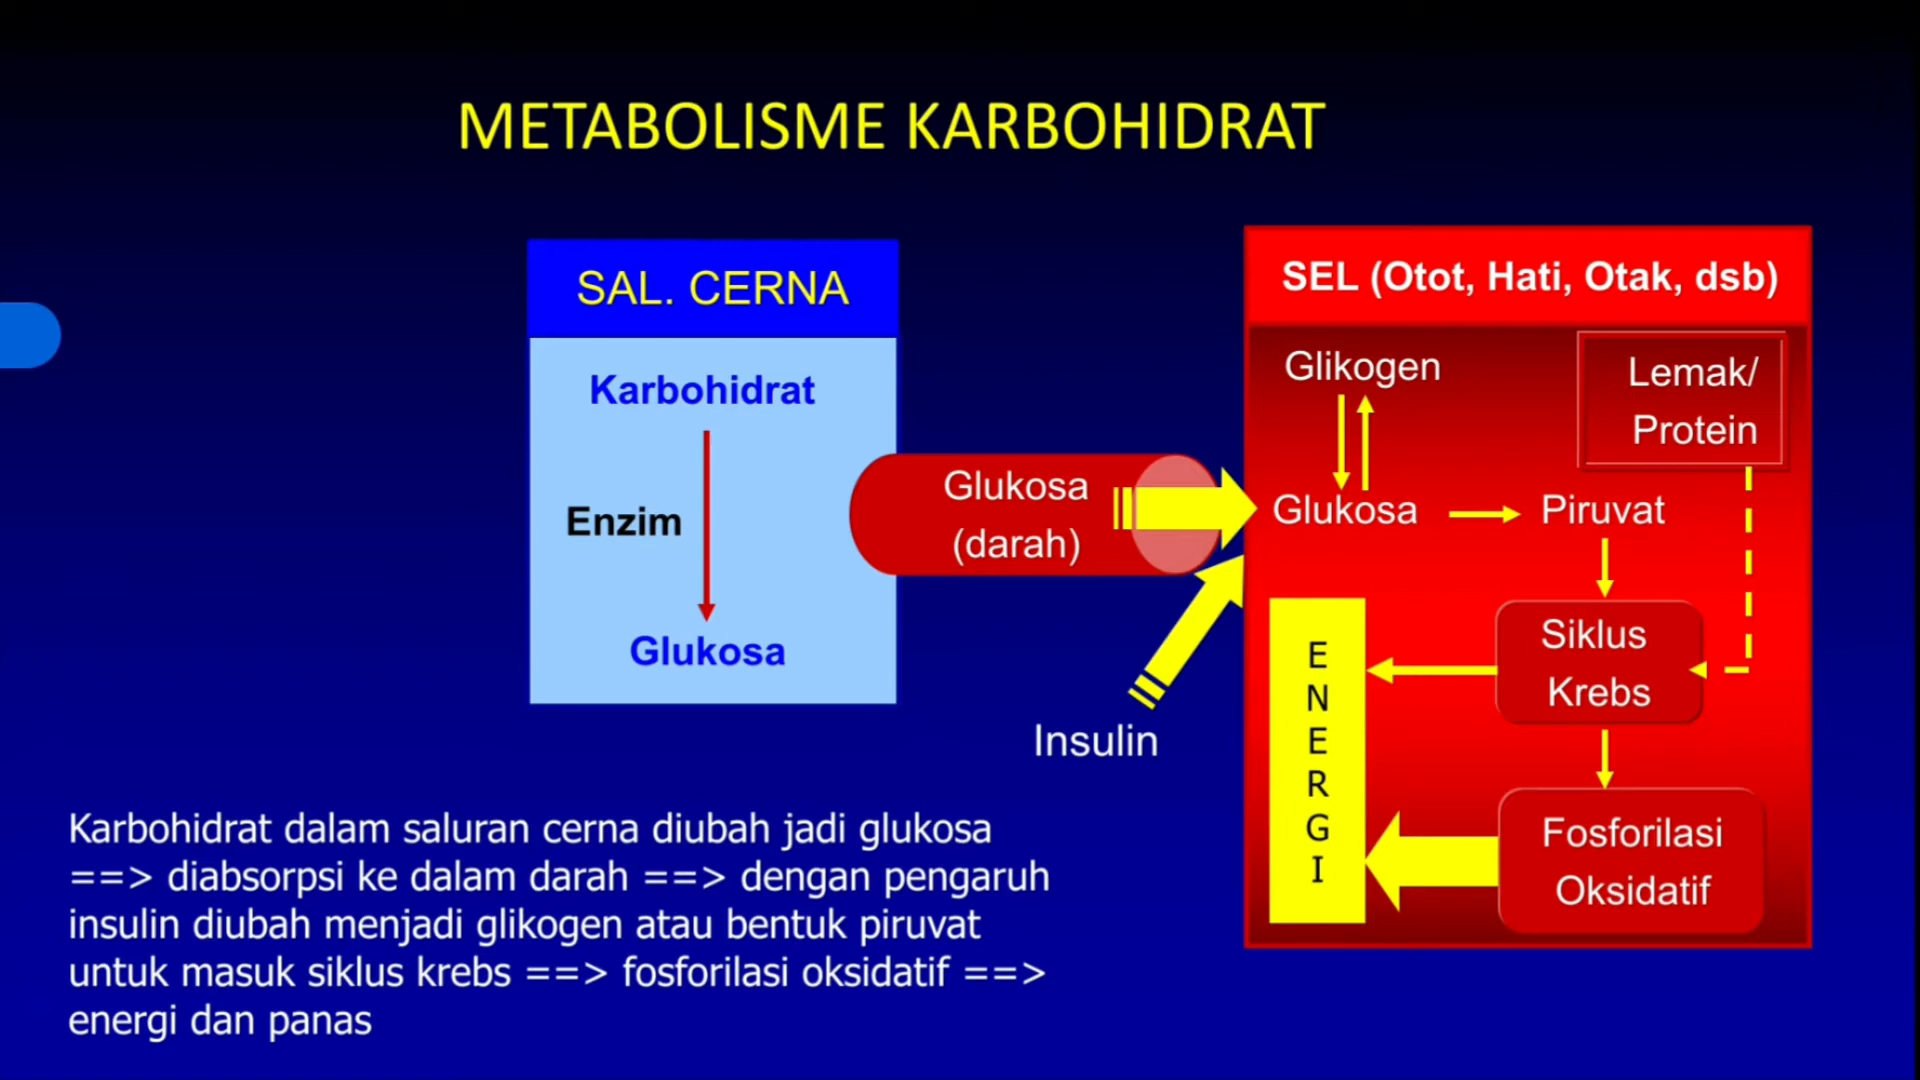 METABOLISME KARBOHIDRAT
SAL. CERNA
Karbohidrat
Enzim
Glukosa
Glukosa
(darah)
Insulin
SEL (Otot, Hati, Otak, dsb)
Glikogen
Lemak/
Protein
Glukosa
Piruvat
Siklus
Krebs
E
N
E
R
G
I
Fosforilasi
Oksidatif
Karbohidrat dalam saluran cerna diubah jadi glukosa
==> diabsorpsi ke dalam darah ==> dengan pengaruh
insulin diubah menjadi glikogen atau bentuk piruvat
untuk masuk siklus krebs ==> fosforilasi oksidatif ==>
energi dan panas